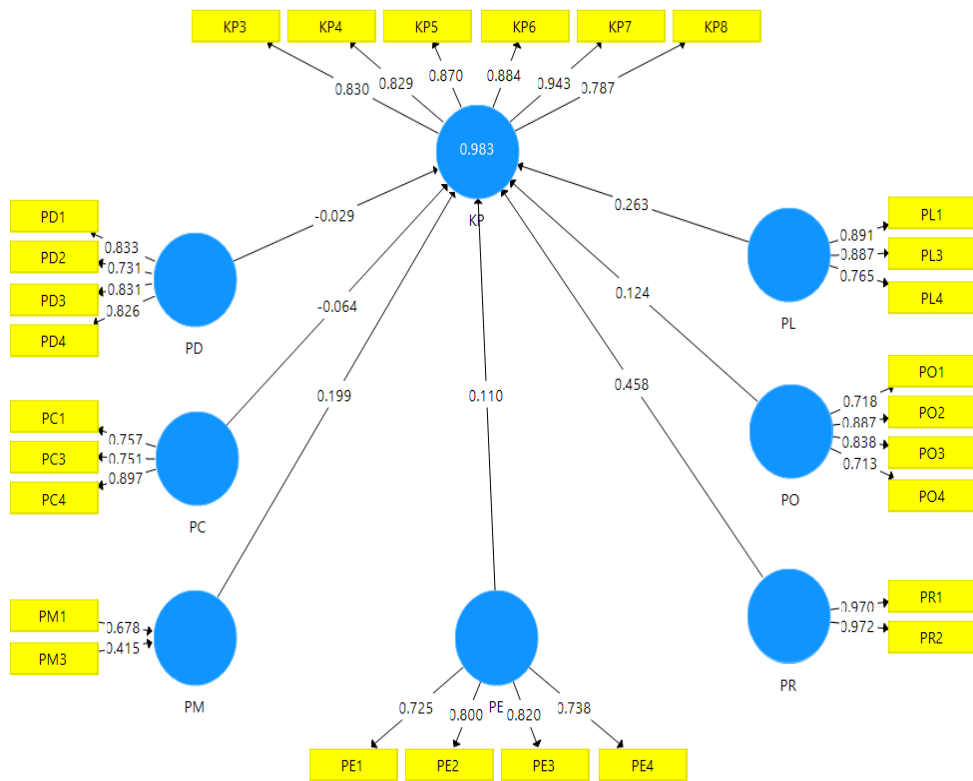 KP3 KP4 KP5 KP6 KP7 KP8
0.830 0.829 0.870 0.884 0.943 0.787
0.983
KP
PD1
PD2
PD3
PD4
0.833
0.731
0.831
0.826
PD
-0.029
PC1
PC3
PC4
0.757
0.751
0.897
PC
-0.064
PM1
PM3
0.678
0.415
PM
0.199
0.110
PE
0.725 0.800 0.820 0.738
PE1 PE2 PE3 PE4
0.263
PL1
PL3
PL4
0.891
0.887
0.765
PL
0.124
PO1
PO2
PO3
PO4
0.718
0.887
0.838
0.713
PO
0.458
PR1
PR2
0.970
0.972
PR